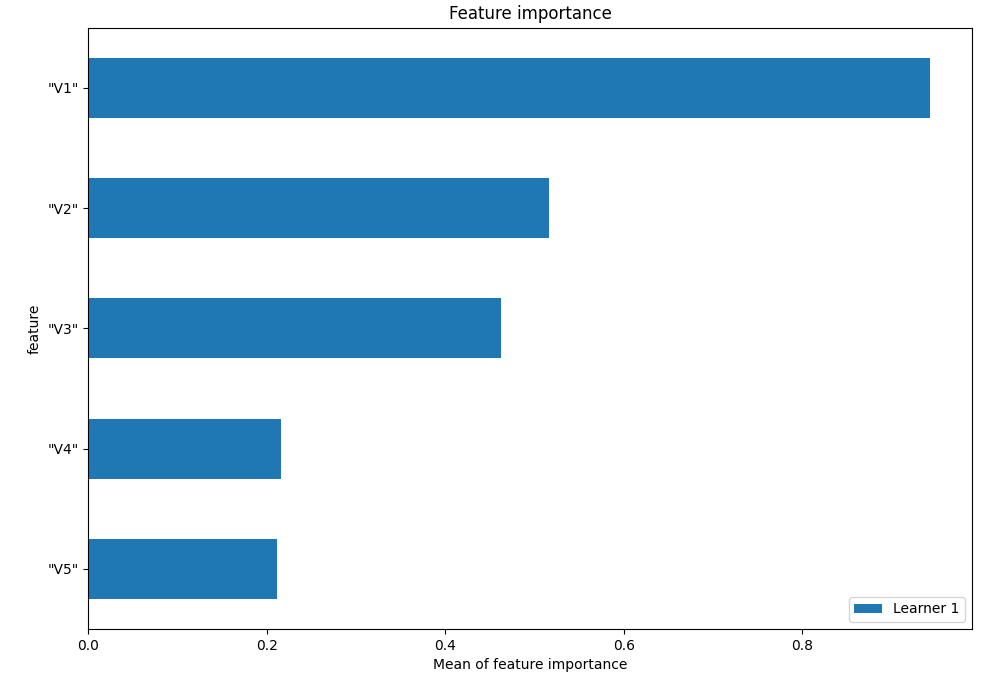 Feature importance
"V1"
"V2"
"V3"
"V4"
"V5"
feature
Learner 1
0.0 0.2 0.4 0.6 0.8
Mean of feature importance